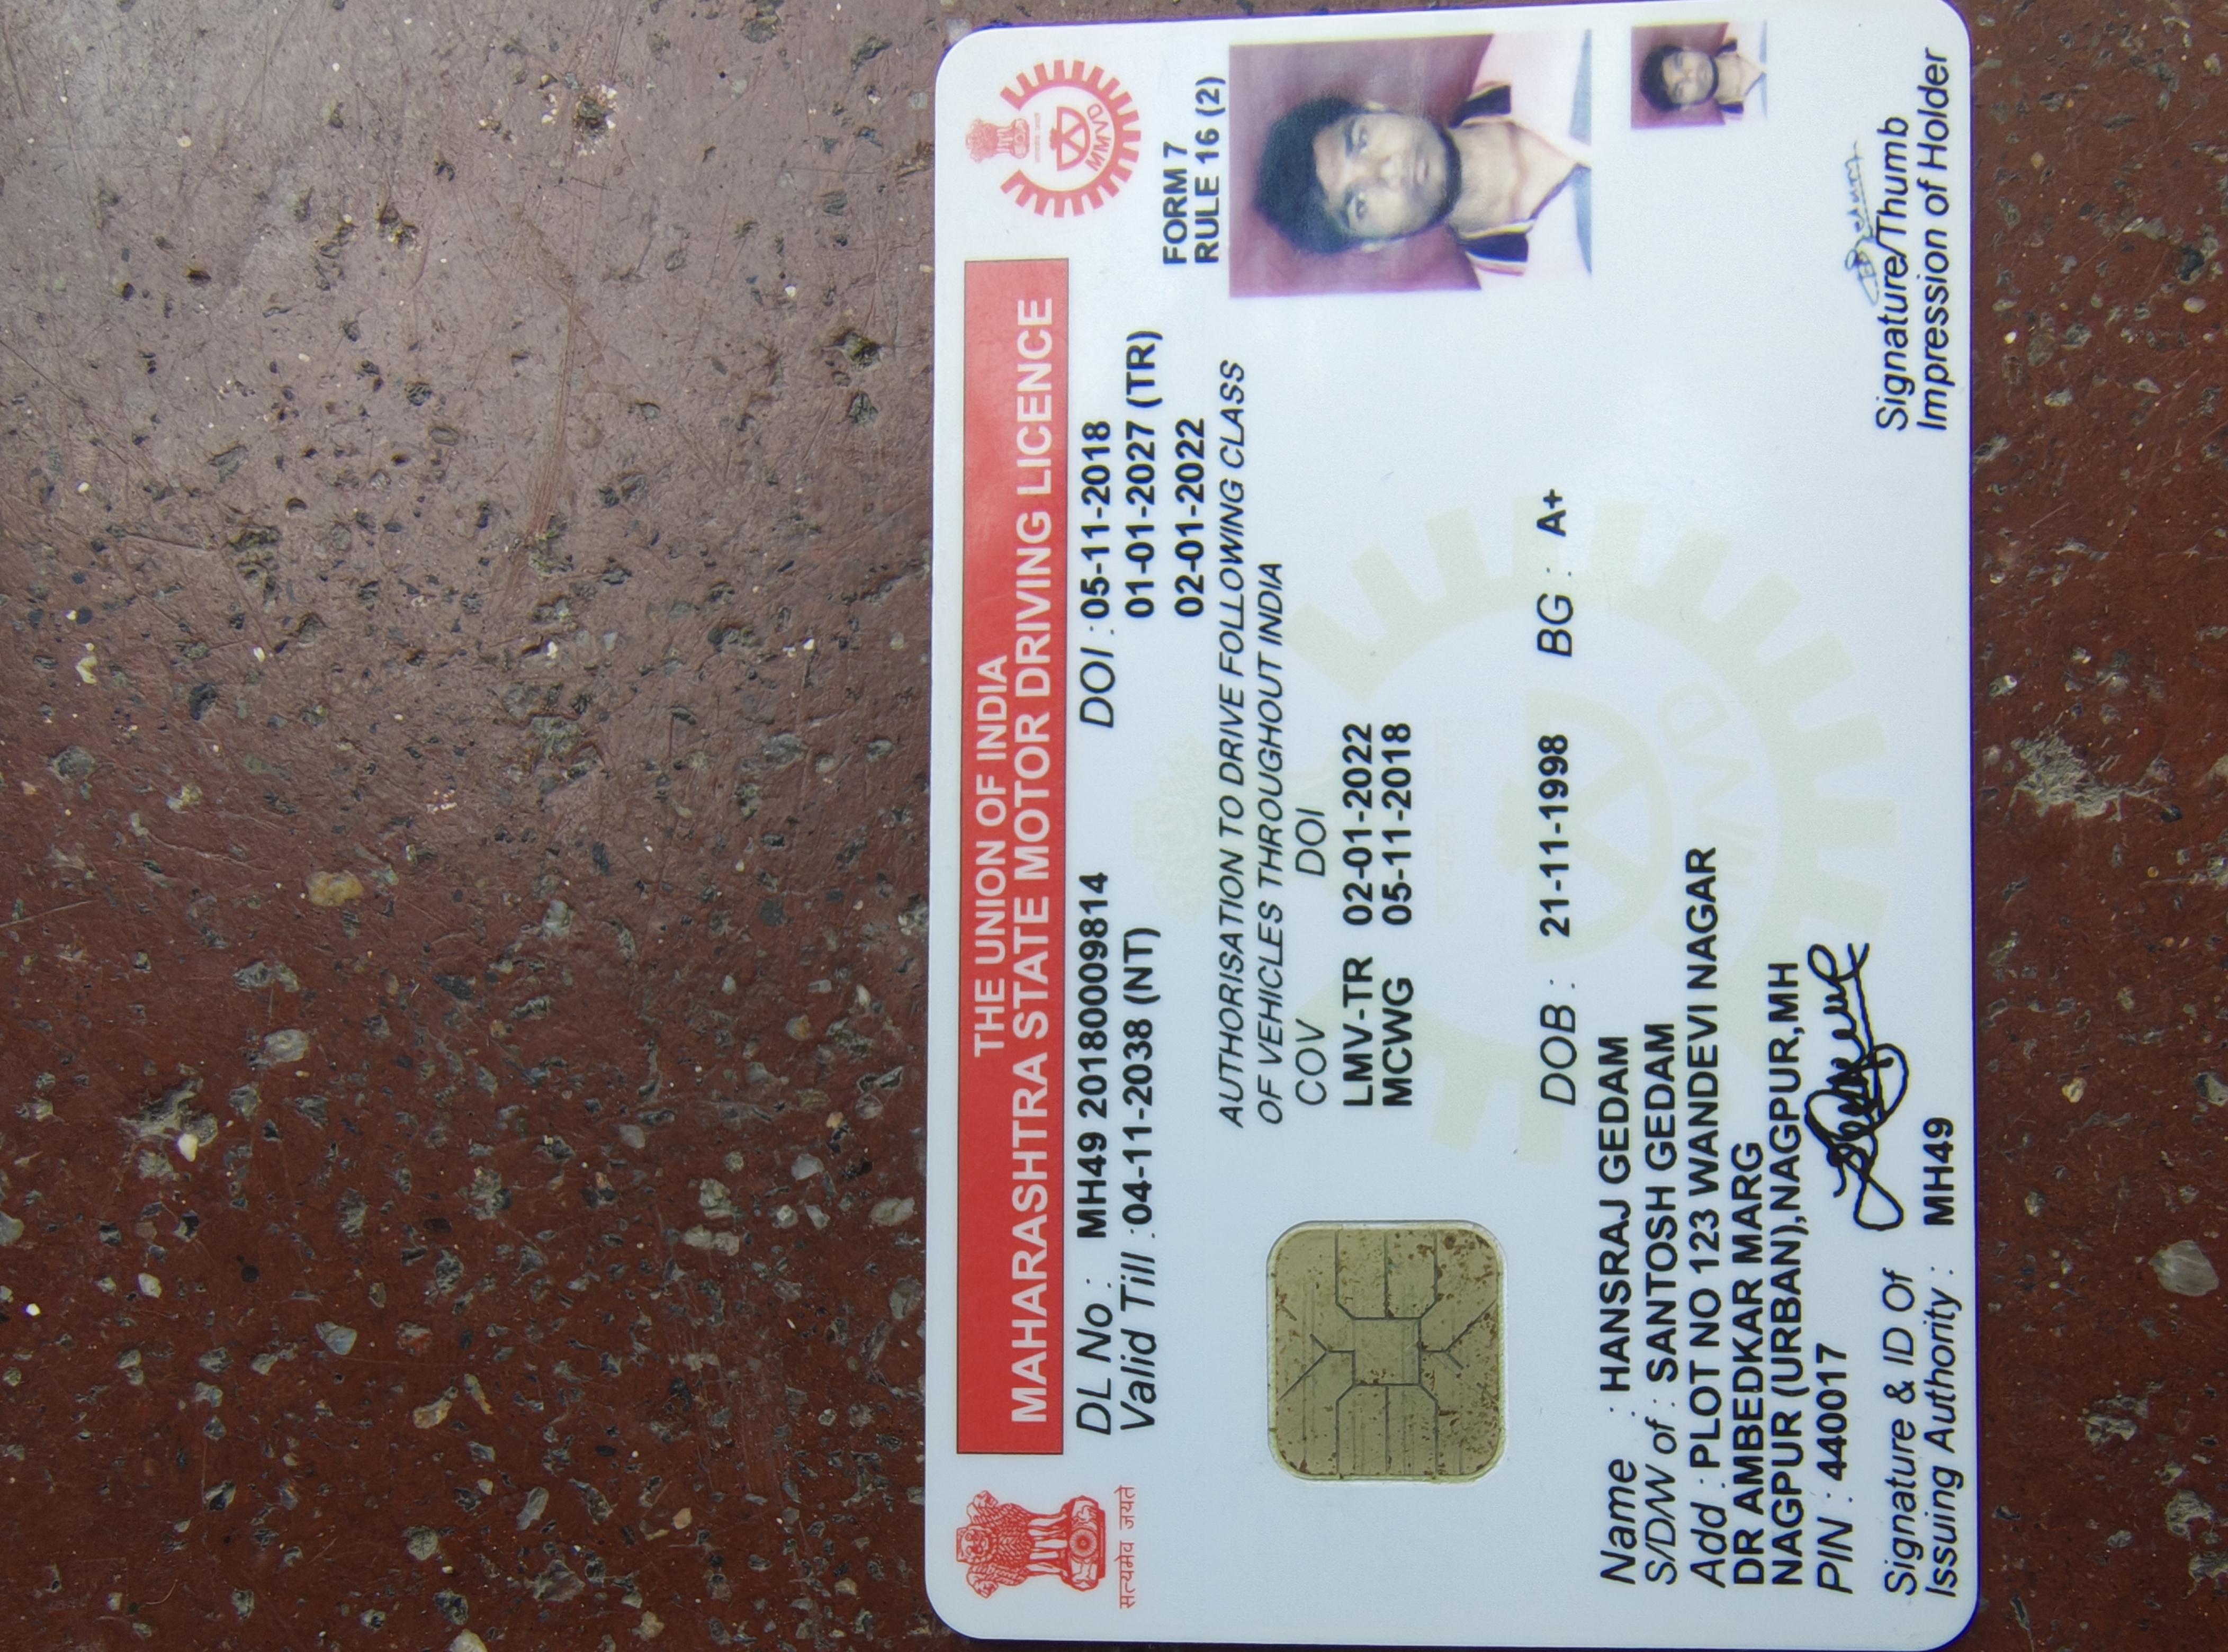 THE UNION OF INDIA
MAHARASHTRA STATE MOTOR DRIVING LICENCE
सत्यमेव जयते
MMVD
DL No : MH49 20180009814 DOI : 05-11-2018
Valid Till : 04-11-2038 (NT) 01-01-2027 (TR)
02-01-2022
FORM 7
RULE 16 (2)
AUTHORISATION TO DRIVE FOLLOWING CLASS
OF VEHICLES THROUGHOUT INDIA
COV DOI
LMV-TR 02-01-2022
MCWG 05-11-2018
DOB : 21-11-1998 BG : A+
Name : HANSRAJ GEDAM
S/D/W of : SANTOSH GEDAM
Add : PLOT NO 123 WANDEVI NAGAR
DR AMBEDKAR MARG
NAGPUR (URBAN),NAGPUR,MH
PIN : 440017
Signature & ID Of
Issuing Authority : MH49
Signature/Thumb
Impression of Holder